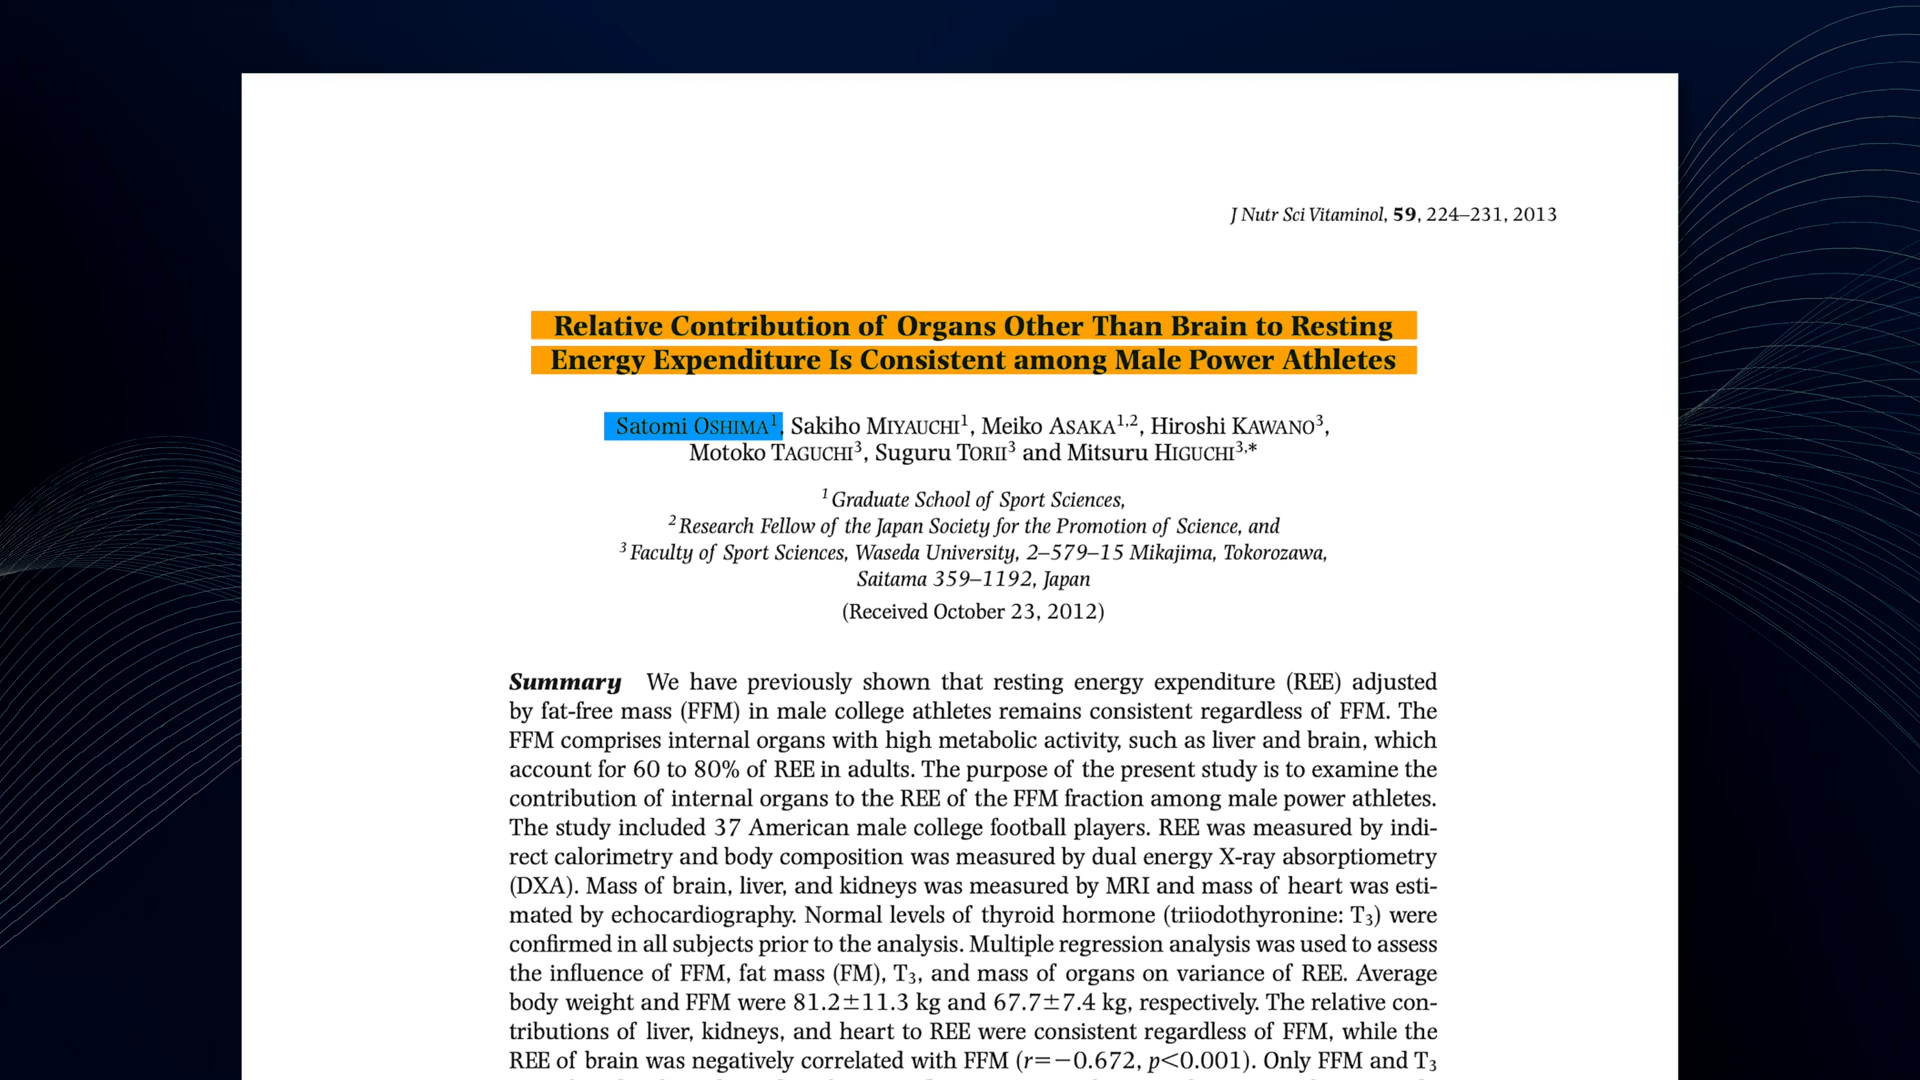 J Nutr Sci Vitaminol, 59, 224–231, 2013
Relative Contribution of Organs Other Than Brain to Resting
Energy Expenditure Is Consistent among Male Power Athletes
Satomi OSHIMA1, Sakiho MIYAUCHI1, Meiko ASAKA1,2, Hiroshi KAWANO3,
Motoko TAGUCHI3, Suguru TORII3 and Mitsuru HIGUCHI3,*
1 Graduate School of Sport Sciences,
2 Research Fellow of the Japan Society for the Promotion of Science, and
3 Faculty of Sport Sciences, Waseda University, 2–579–15 Mikajima, Tokorozawa,
Saitama 359–1192, Japan
(Received October 23, 2012)
Summary We have previously shown that resting energy expenditure (REE) adjusted
by fat-free mass (FFM) in male college athletes remains consistent regardless of FFM. The
FFM comprises internal organs with high metabolic activity, such as liver and brain, which
account for 60 to 80% of REE in adults. The purpose of the present study is to examine the
contribution of internal organs to the REE of the FFM fraction among male power athletes.
The study included 37 American male college football players. REE was measured by indi-
rect calorimetry and body composition was measured by dual energy X-ray absorptiometry
(DXA). Mass of brain, liver, and kidneys was measured by MRI and mass of heart was esti-
mated by echocardiography. Normal levels of thyroid hormone (triiodothyronine: T3) were
confirmed in all subjects prior to the analysis. Multiple regression analysis was used to assess
the influence of FFM, fat mass (FM), T3, and mass of organs on variance of REE. Average
body weight and FFM were 81.2±11.3 kg and 67.7±7.4 kg, respectively. The relative con-
tributions of liver, kidneys, and heart to REE were consistent regardless of FFM, while the
REE of brain was negatively correlated with FFM (r=−0.672, p<0.001). Only FFM and T3